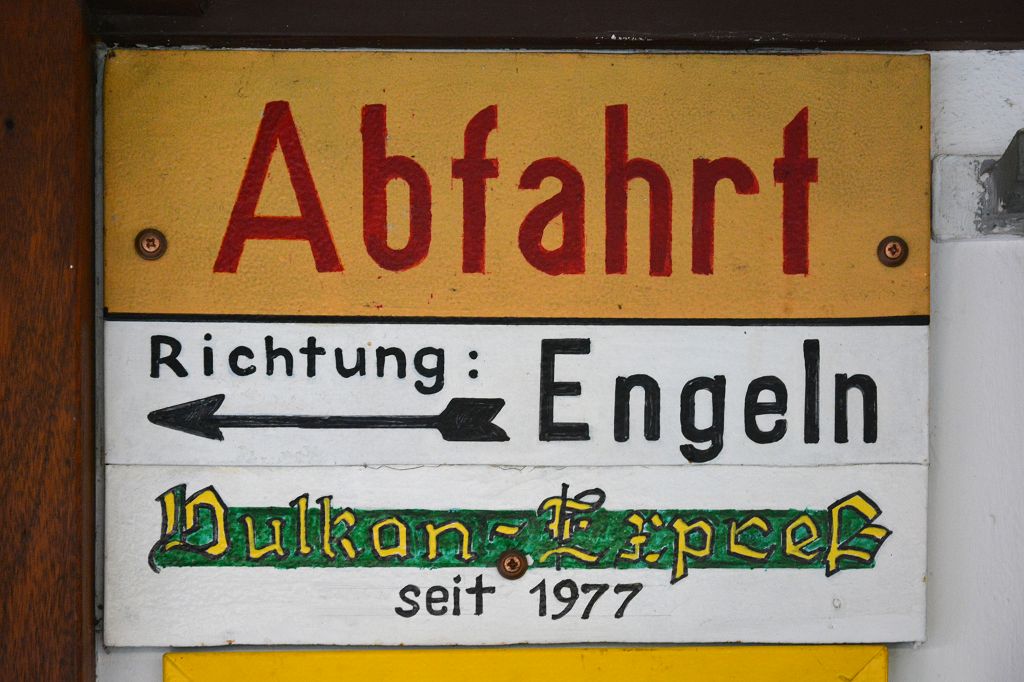 Abfahrt
Richtung: Engeln
Vulkan-Expreß
seit 1977